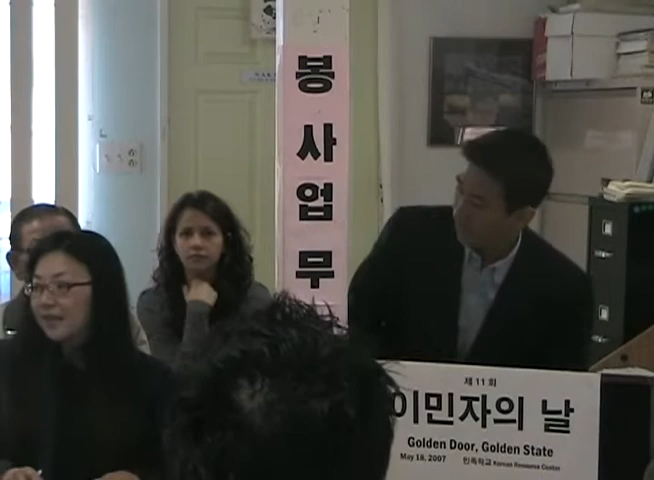 봉사업무
제 11 회
이민자의 날
Golden Door, Golden State
May 18, 2007 민족학교 Korean Resource Center